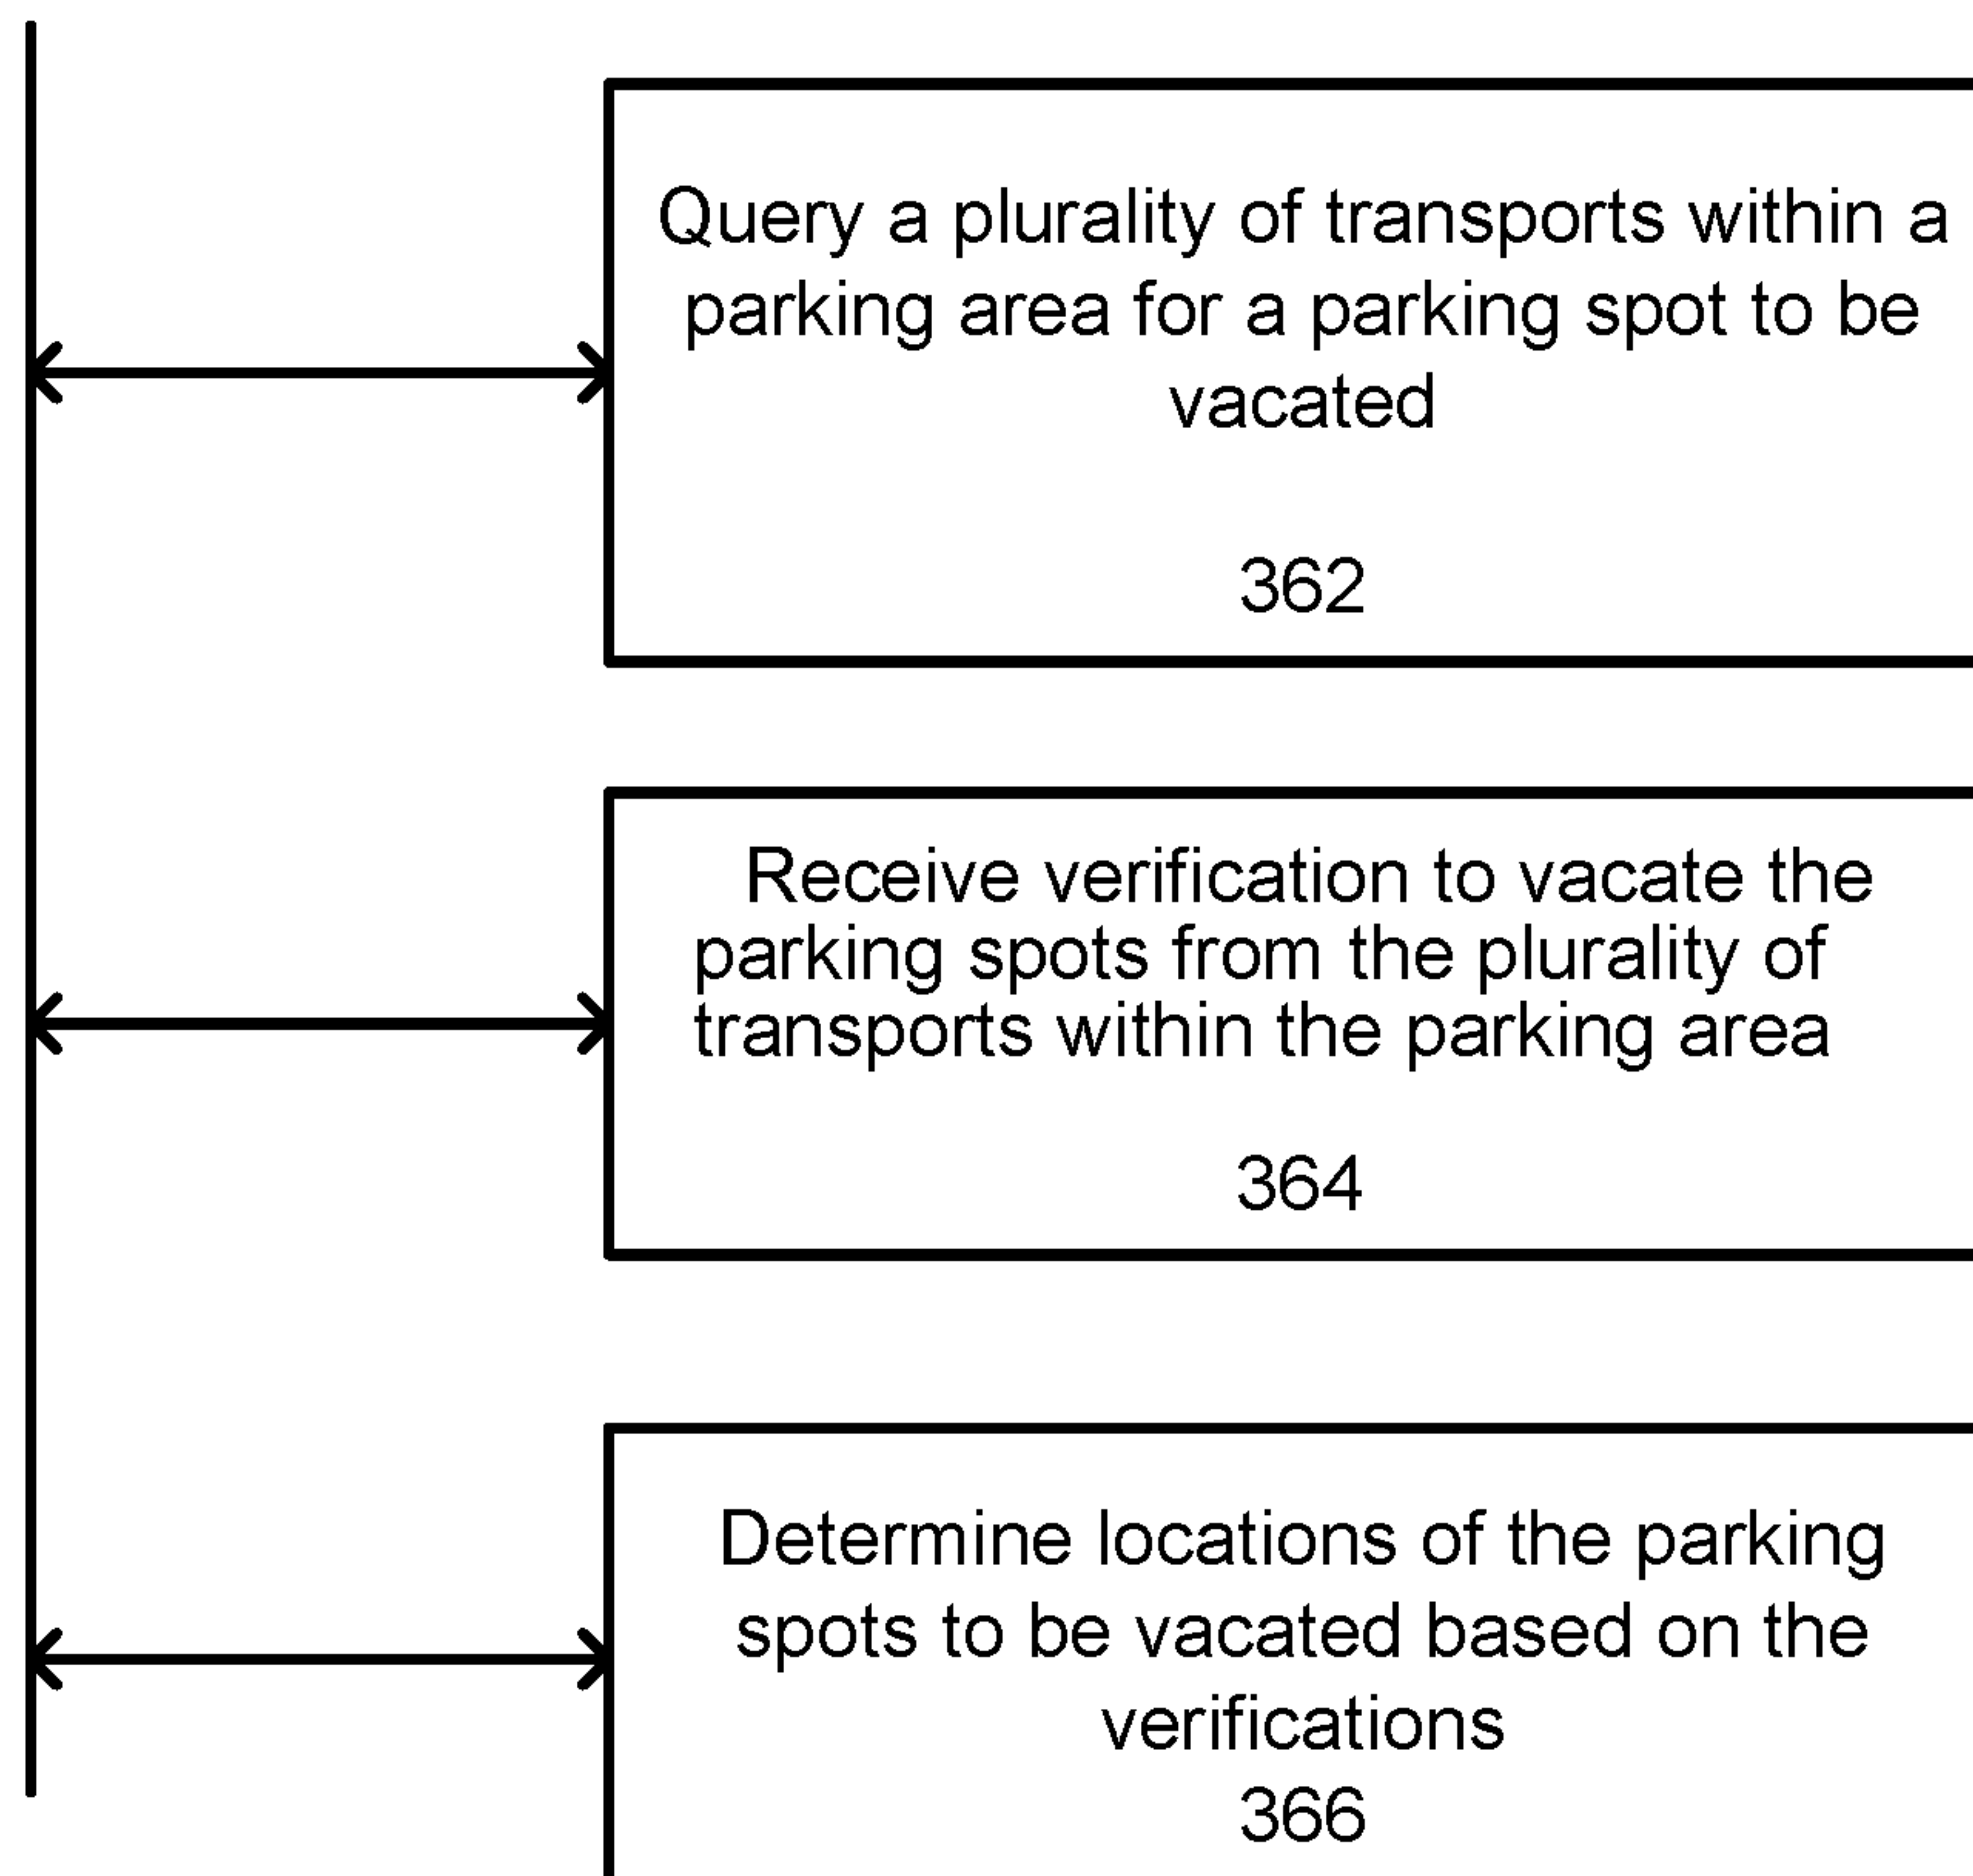 Query a plurality of transports within a
parking area for a parking spot to be
vacated
362
Receive verification to vacate the
parking spots from the plurality of
transports within the parking area
364
Determine locations of the parking
spots to be vacated based on the
verifications
366